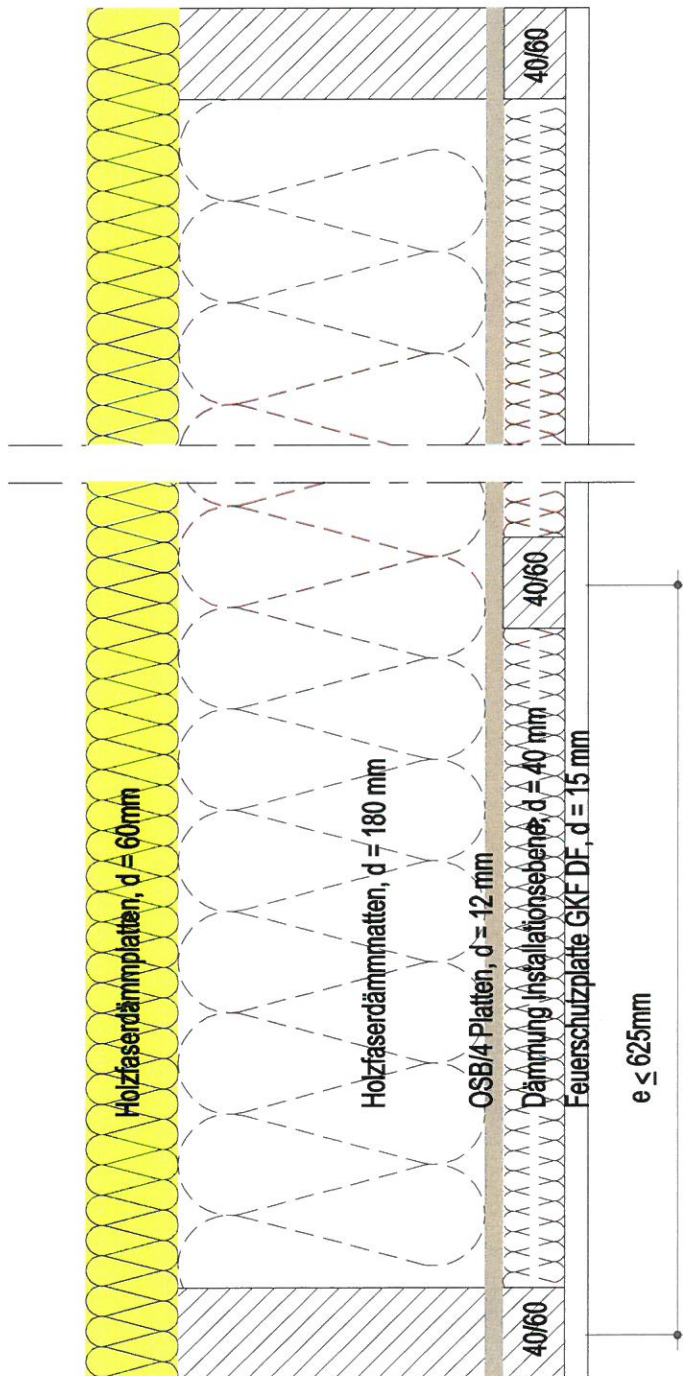 40/60
40/60
40/60
Holzfaserdämmplatten, d = 60mm
Holzfaserdämmmatten, d = 180 mm
OSB/4 Platten, d = 12 mm
Dämmung Installationsebene, d = 40 mm
Feuerschutzplatte GKF DF, d = 15 mm
e ≤ 625mm